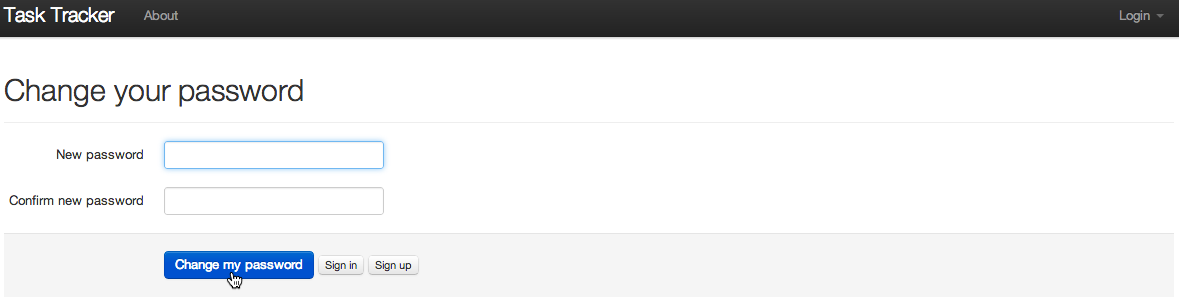 Task Tracker About Login
Change your password
New password
Confirm new password
Change my password Sign in Sign up